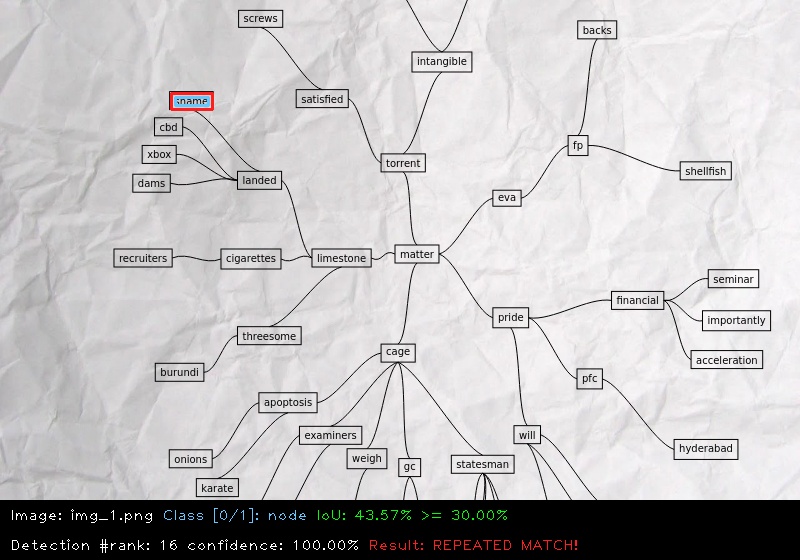 screws
backs
intangible
satisfied
cbd
fp
xbox
torrent
shellfish
dams
landed
eva
matter
recruiters
cigarettes
limestone
seminar
financial
pride
importantly
threesome
cage
acceleration
burundi
pfc
apoptosis
examiners
will
hyderabad
onions
weigh
gc
statesman
karate
Image: img_1.png Class [0/1]: node IoU: 43.57% >= 30.00%
Detection #rank: 16 confidence: 100.00% Result: REPEATED MATCH!